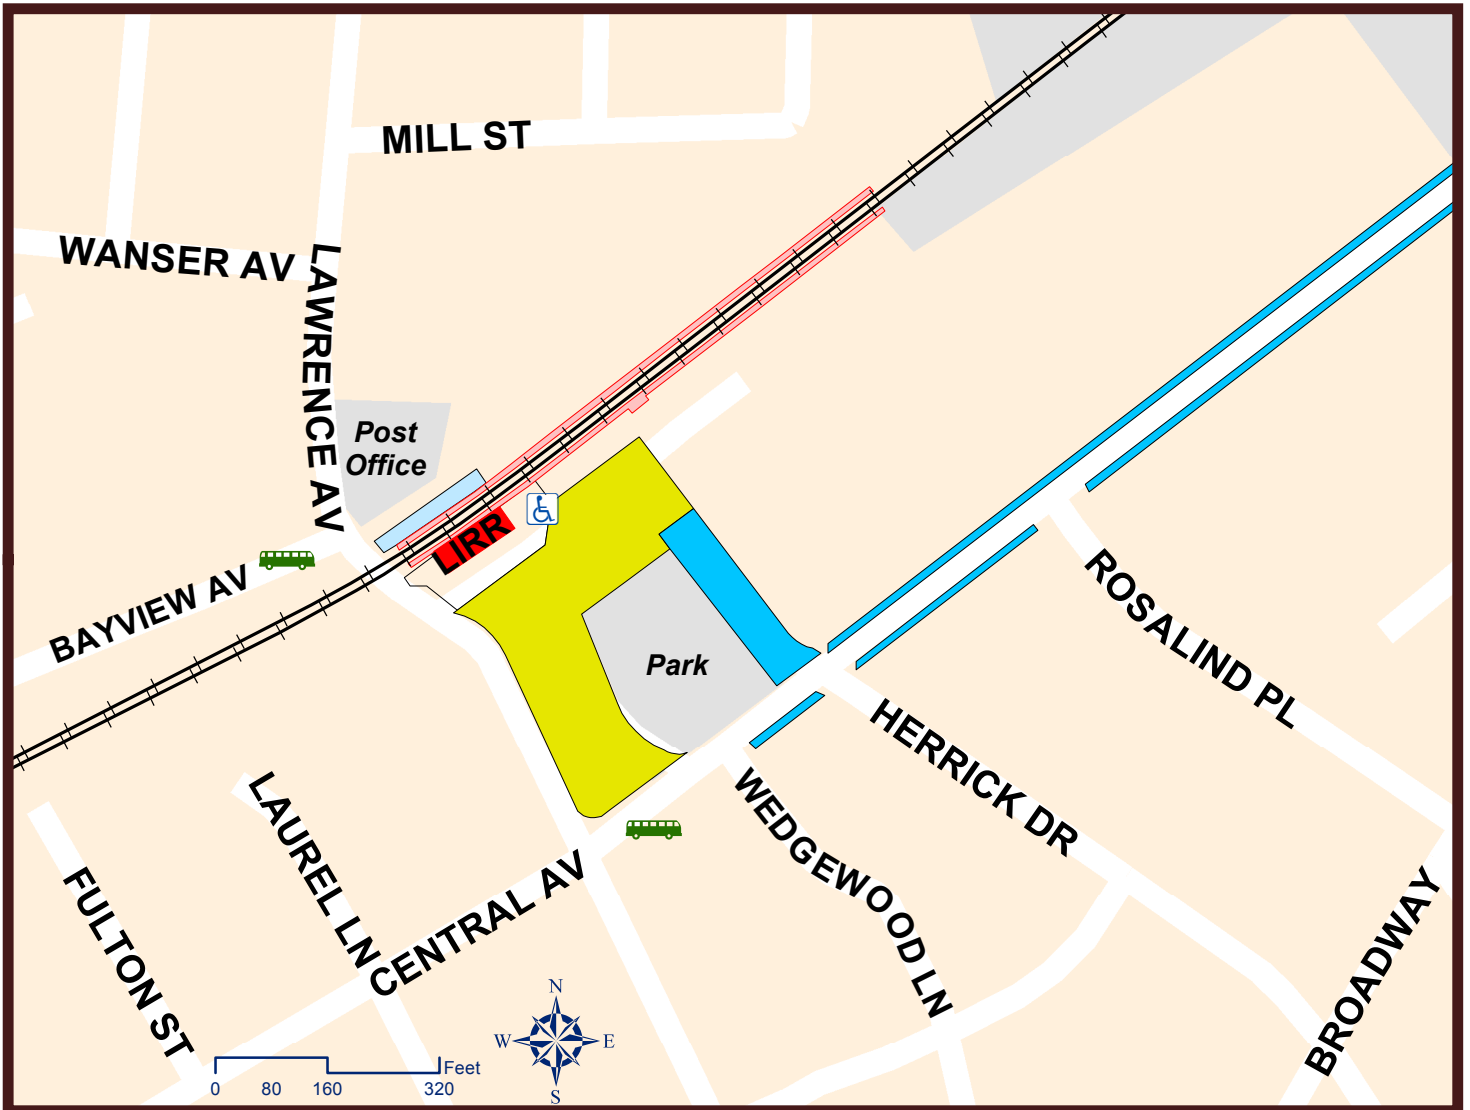 MILL ST
WANSER AV
LAWRENCE AV
Post
Office
LIRR
BAYVIEW AV
Park
ROSALIND PL
HERRICK DR
WEDGEWOOD LN
LAUREL LN
CENTRAL AV
FULTON ST
BROADWAY
N
W
E
S
Feet
0 80 160 320